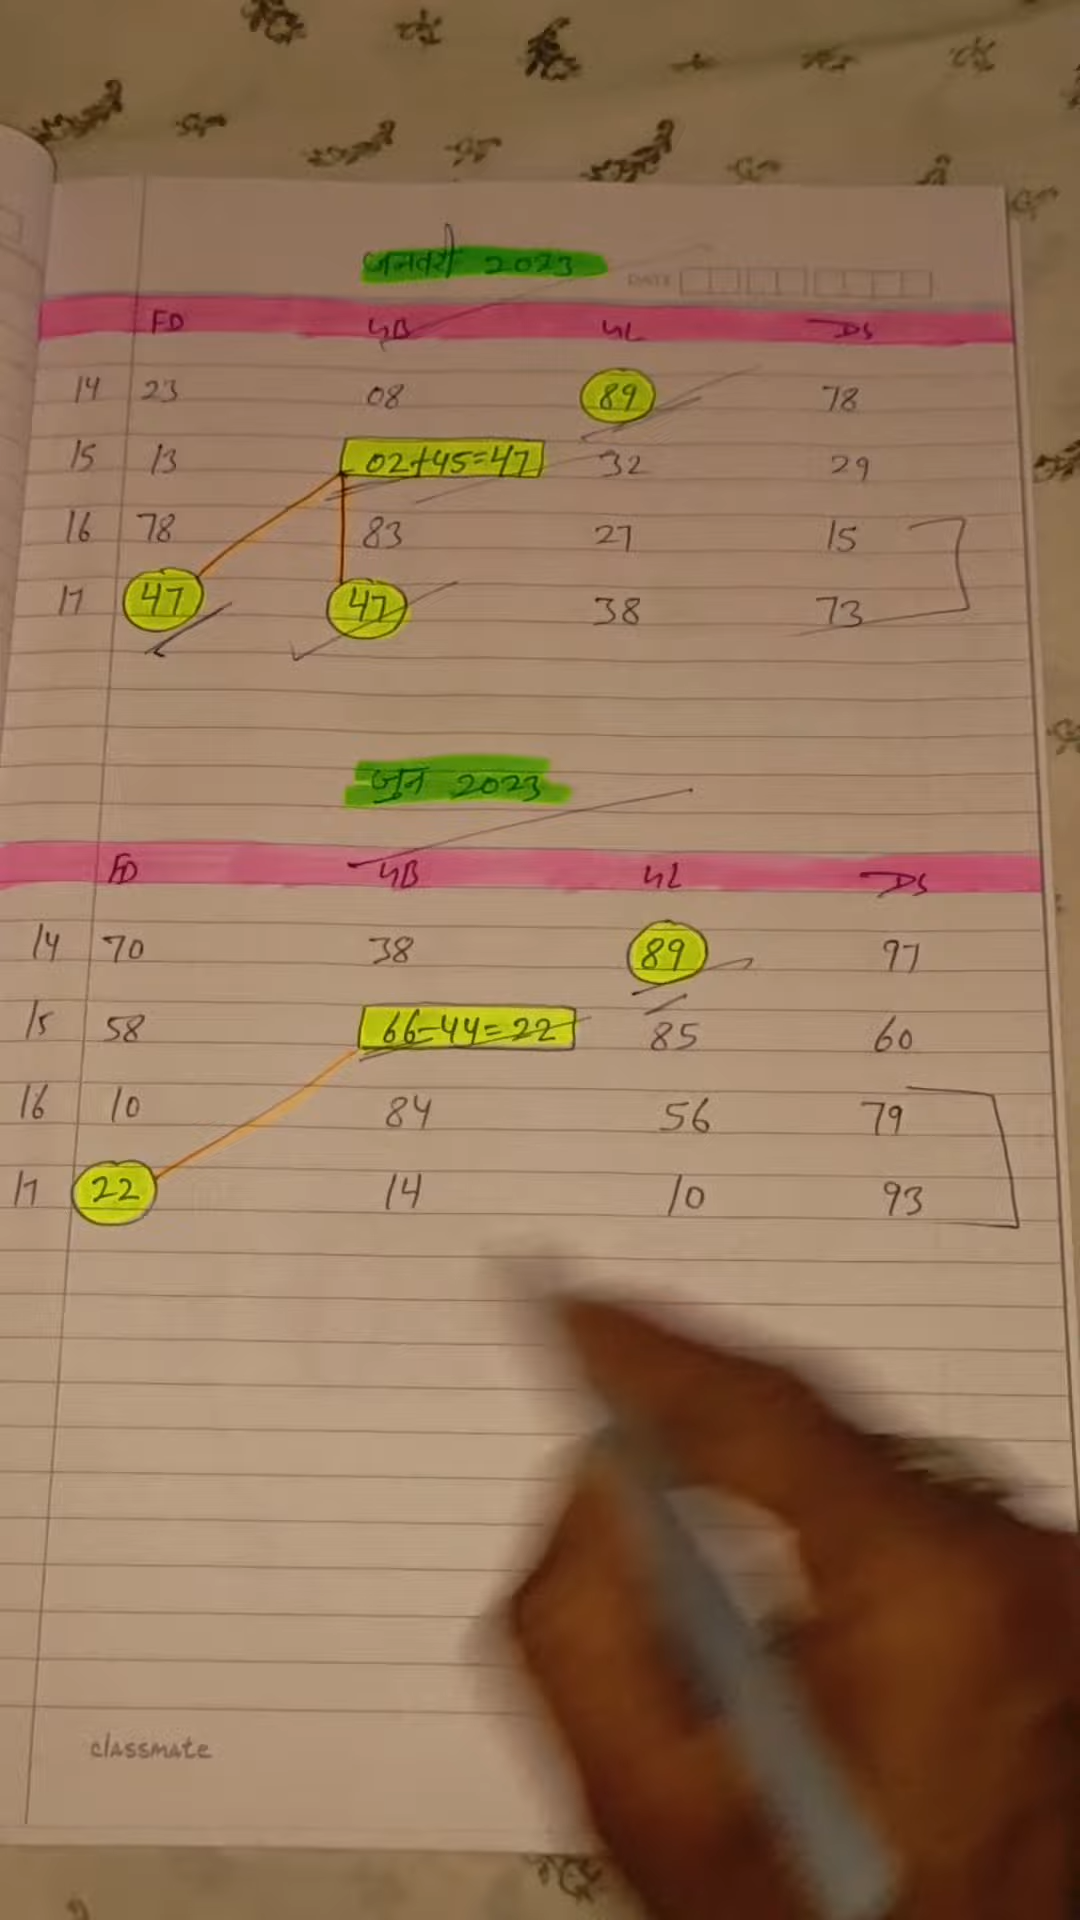 जनवरी 2023
DATE
FD GB GL DS
14 23 08 89 78
15 13 02+45=47 32 29
16 78 83 27 15
17 47 47 38 73
जुन 2023
FD GB GL DS
14 70 38 89 97
15 58 66-44=22 85 60
16 10 84 56 79
17 22 14 10 93
classmate